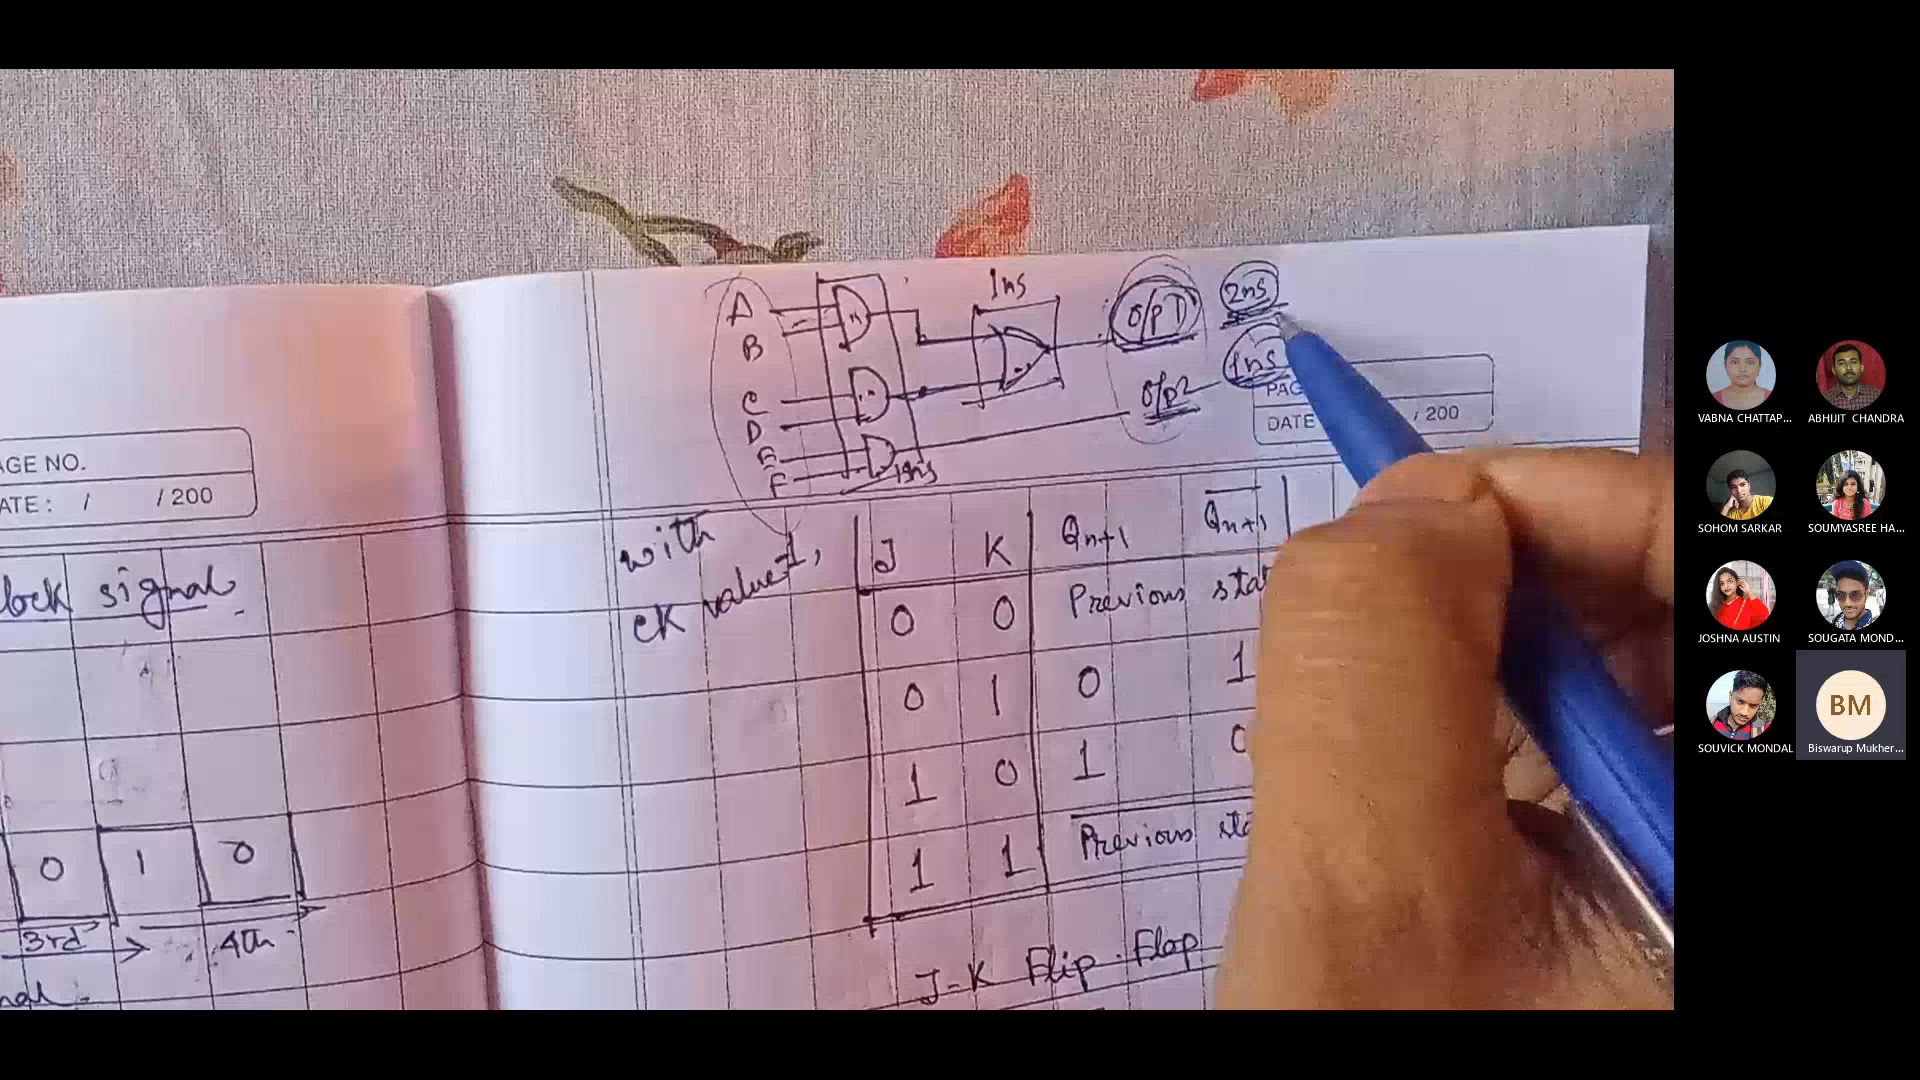 1ns
A
B
C
D
E
F
1ns
O/P1
2ns
O/P2
1ns
DATE / 200
AGE NO.
ATE: / / 200
lock signal
0 1 0
3rd 4th
with
CK value 1,
J K Qn+1 Qn+1
0 0 Previous
0 1 0 1
1 0 1 0
1 1 Previous
J-K Flip-Flop
VABNA CHATTAP...
ABHIJIT CHANDRA
SOHOM SARKAR
SOUMYASREE HA...
JOSHNA AUSTIN
SOUGATA MOND...
SOUVICK MONDAL
BM
Biswarup Mukher...